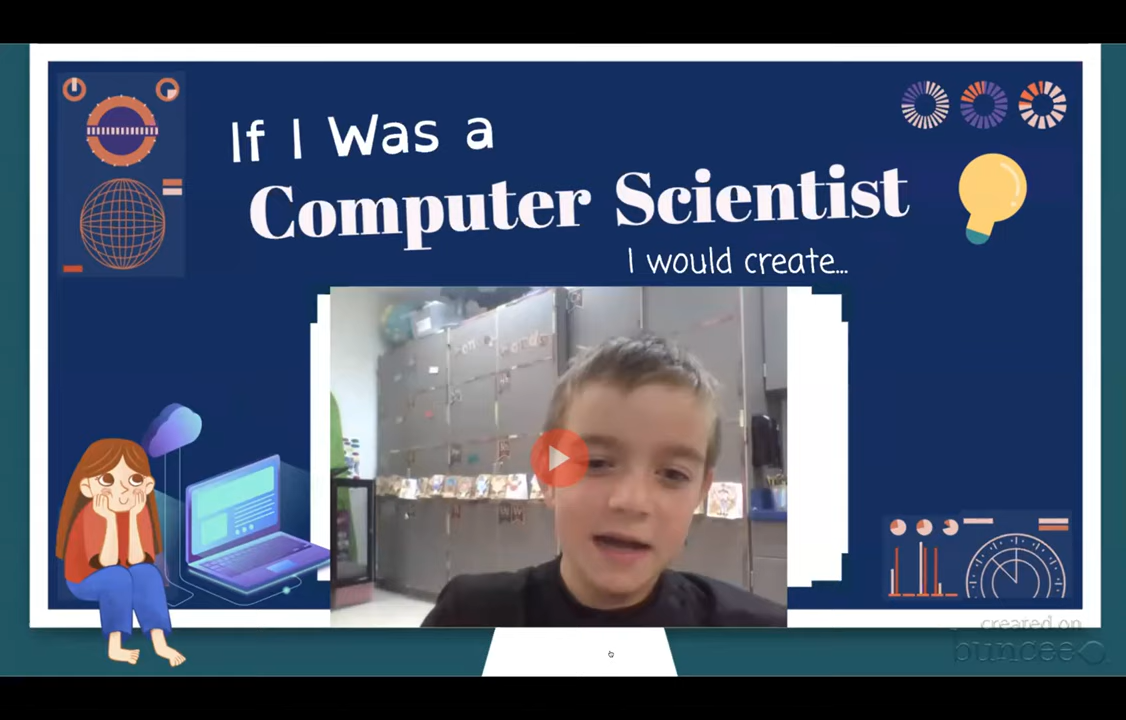 If I Was a
Computer Scientist
I would create...
created on
buncee